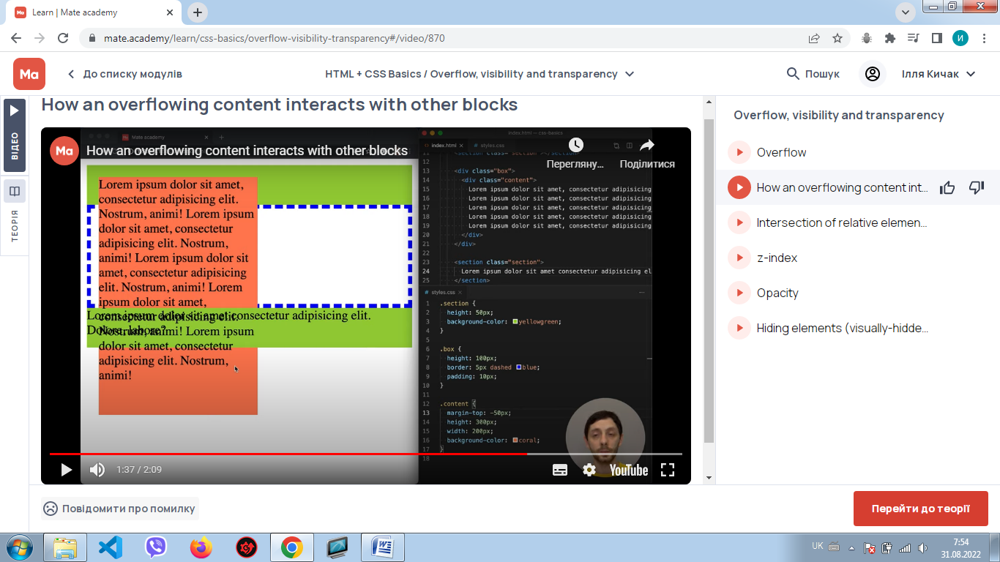 Learn | Mate academy
mate.academy/learn/css-basics/overflow-visibility-transparency#/video/870
И
Ma
До списку модулів
HTML + CSS Basics / Overflow, visibility and transparency
Пошук
Ілля Кичак
ВІДЕО
ТЕОРІЯ
How an overflowing content interacts with other blocks
Mate academy
Ma
How an overflowing content interacts with other blocks
Перегляну...
Поділитися
Lorem ipsum dolor sit amet,
consectetur adipisicing elit.
Nostrum, animi! Lorem ipsum
dolor sit amet, consectetur
adipisicing elit. Nostrum,
animi! Lorem ipsum dolor sit
amet, consectetur adipisicing
elit. Nostrum, animi! Lorem
ipsum dolor sit amet,
consectetur adipisicing elit.
Lorem ipsum dolor sit amet consectetur adipisicing elit.
Dolore, labore?
Nostrum, animi! Lorem ipsum
dolor sit amet, consectetur
adipisicing elit. Nostrum,
animi!
index.html — css-basics
index.html
styles.css
11 <section class="section"></section>
12
13 <div class="box">
14 <div class="content">
15 Lorem ipsum dolor sit amet, consectetur adipisicing
16 Lorem ipsum dolor sit amet, consectetur adipisicing
17 Lorem ipsum dolor sit amet, consectetur adipisicing
18 Lorem ipsum dolor sit amet, consectetur adipisicing
19 Lorem ipsum dolor sit amet, consectetur adipisicing
20 </div>
21 </div>
22
23 <section class="section">
24 Lorem ipsum dolor sit amet consectetur adipisicing el
25 </section>
# styles.css
1 .section {
2 height: 50px;
3 background-color: yellowgreen;
4 }
5
6 .box {
7 height: 100px;
8 border: 5px dashed blue;
9 padding: 10px;
10 }
11
12 .content {
13 margin-top: -50px;
14 height: 300px;
15 width: 200px;
16 background-color: coral;
17 }
18
1:37 / 2:09
YouTube
Overflow, visibility and transparency
Overflow
How an overflowing content int...
Intersection of relative elemen...
z-index
Opacity
Hiding elements (visually-hidde...
Повідомити про помилку
Перейти до теорії
UK
7:54
31.08.2022